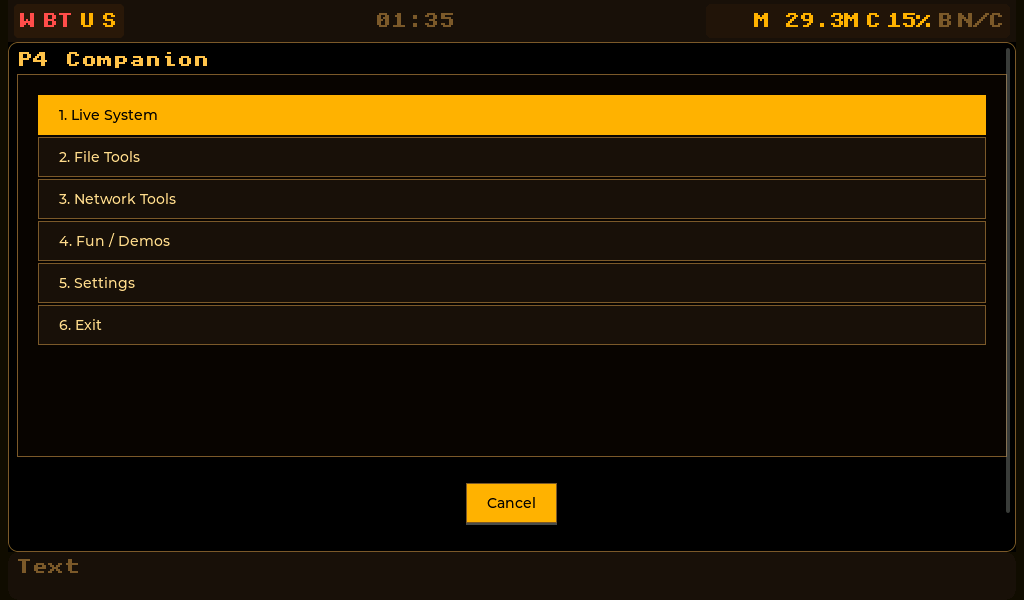 W BT U S 01:35 M 29.3M C 15% B N/C
P4 Companion
1. Live System
2. File Tools
3. Network Tools
4. Fun / Demos
5. Settings
6. Exit
Cancel
Text